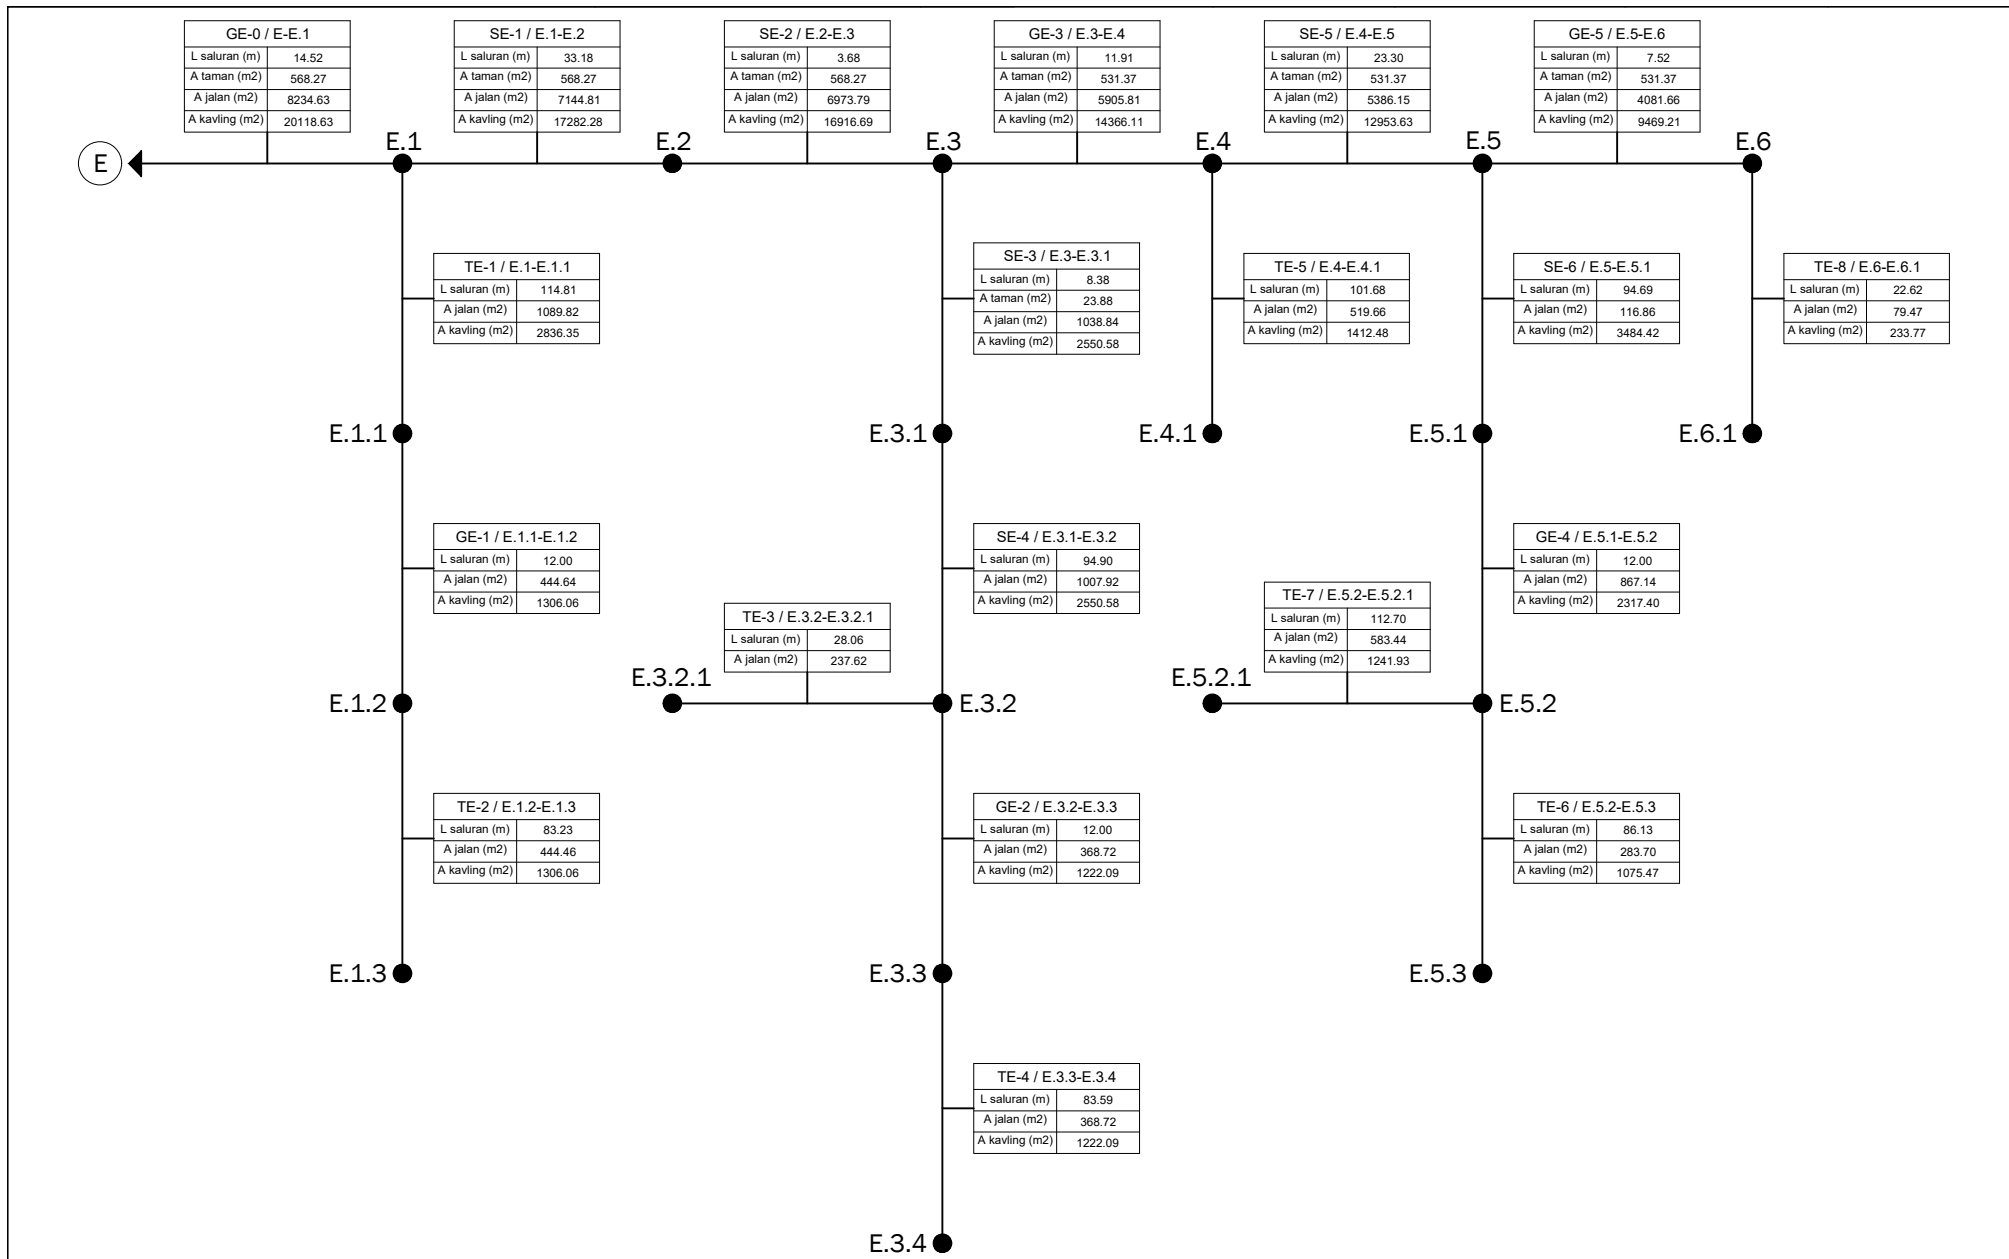 GE-0 / E-E.1
L saluran (m) 14.52
A taman (m2) 568.27
A jalan (m2) 8234.63
A kavling (m2) 20118.63
SE-1 / E.1-E.2
L saluran (m) 33.18
A taman (m2) 568.27
A jalan (m2) 7144.81
A kavling (m2) 17282.28
SE-2 / E.2-E.3
L saluran (m) 3.68
A taman (m2) 568.27
A jalan (m2) 6973.79
A kavling (m2) 16916.69
GE-3 / E.3-E.4
L saluran (m) 11.91
A taman (m2) 531.37
A jalan (m2) 5905.81
A kavling (m2) 14366.11
SE-5 / E.4-E.5
L saluran (m) 23.30
A taman (m2) 531.37
A jalan (m2) 5386.15
A kavling (m2) 12953.63
GE-5 / E.5-E.6
L saluran (m) 7.52
A taman (m2) 531.37
A jalan (m2) 4081.66
A kavling (m2) 9469.21
E
E.1
E.2
E.3
E.4
E.5
E.6
TE-1 / E.1-E.1.1
L saluran (m) 114.81
A jalan (m2) 1089.82
A kavling (m2) 2836.35
SE-3 / E.3-E.3.1
L saluran (m) 8.38
A taman (m2) 23.88
A jalan (m2) 1038.84
A kavling (m2) 2550.58
TE-5 / E.4-E.4.1
L saluran (m) 101.68
A jalan (m2) 519.66
A kavling (m2) 1412.48
SE-6 / E.5-E.5.1
L saluran (m) 94.69
A jalan (m2) 116.86
A kavling (m2) 3484.42
TE-8 / E.6-E.6.1
L saluran (m) 22.62
A jalan (m2) 79.47
A kavling (m2) 233.77
E.1.1
E.3.1
E.4.1
E.5.1
E.6.1
GE-1 / E.1.1-E.1.2
L saluran (m) 12.00
A jalan (m2) 444.64
A kavling (m2) 1306.06
SE-4 / E.3.1-E.3.2
L saluran (m) 94.90
A jalan (m2) 1007.92
A kavling (m2) 2550.58
GE-4 / E.5.1-E.5.2
L saluran (m) 12.00
A jalan (m2) 867.14
A kavling (m2) 2317.40
TE-3 / E.3.2-E.3.2.1
L saluran (m) 28.06
A jalan (m2) 237.62
TE-7 / E.5.2-E.5.2.1
L saluran (m) 112.70
A jalan (m2) 583.44
A kavling (m2) 1241.93
E.1.2
E.3.2.1
E.3.2
E.5.2.1
E.5.2
TE-2 / E.1.2-E.1.3
L saluran (m) 83.23
A jalan (m2) 444.46
A kavling (m2) 1306.06
GE-2 / E.3.2-E.3.3
L saluran (m) 12.00
A jalan (m2) 368.72
A kavling (m2) 1222.09
TE-6 / E.5.2-E.5.3
L saluran (m) 86.13
A jalan (m2) 283.70
A kavling (m2) 1075.47
E.1.3
E.3.3
E.5.3
TE-4 / E.3.3-E.3.4
L saluran (m) 83.59
A jalan (m2) 368.72
A kavling (m2) 1222.09
E.3.4